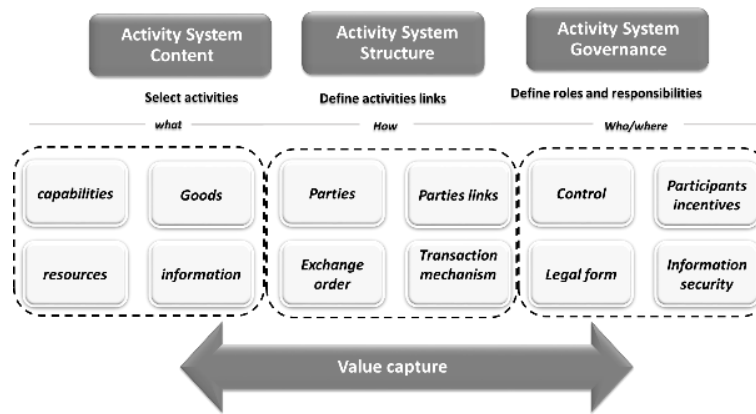 Activity System
Content
Activity System
Structure
Activity System
Governance
Select activities
Define activities links
Define roles and responsibilities
what
How
Who/where
capabilities
Goods
Parties
Parties links
Control
Participants
incentives
resources
information
Exchange
order
Transaction
mechanism
Legal form
Information
security
Value capture